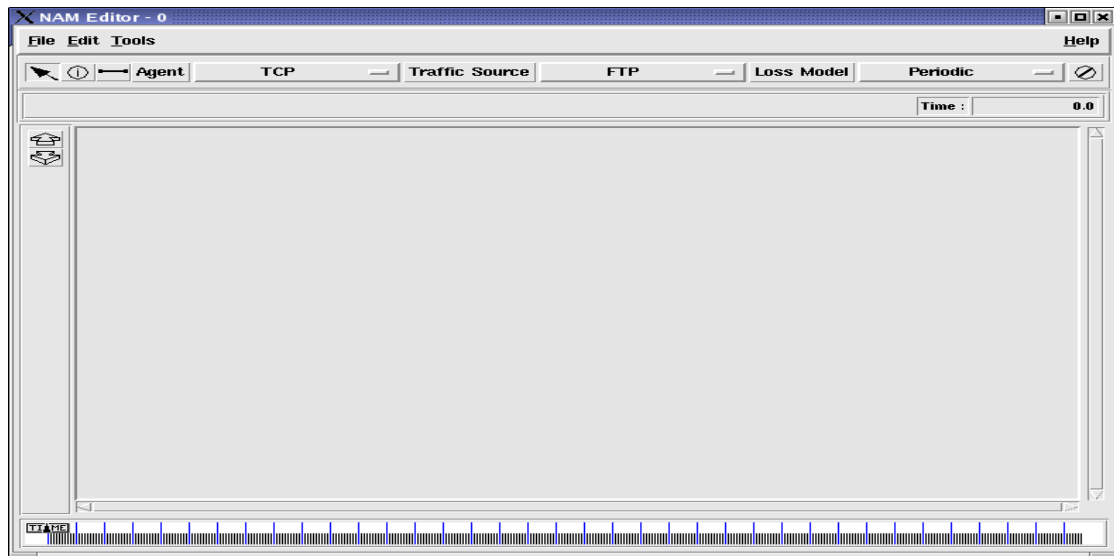 NAM Editor - 0
File Edit Tools Help
Agent TCP Traffic Source FTP Loss Model Periodic
Time : 0.0
TIME